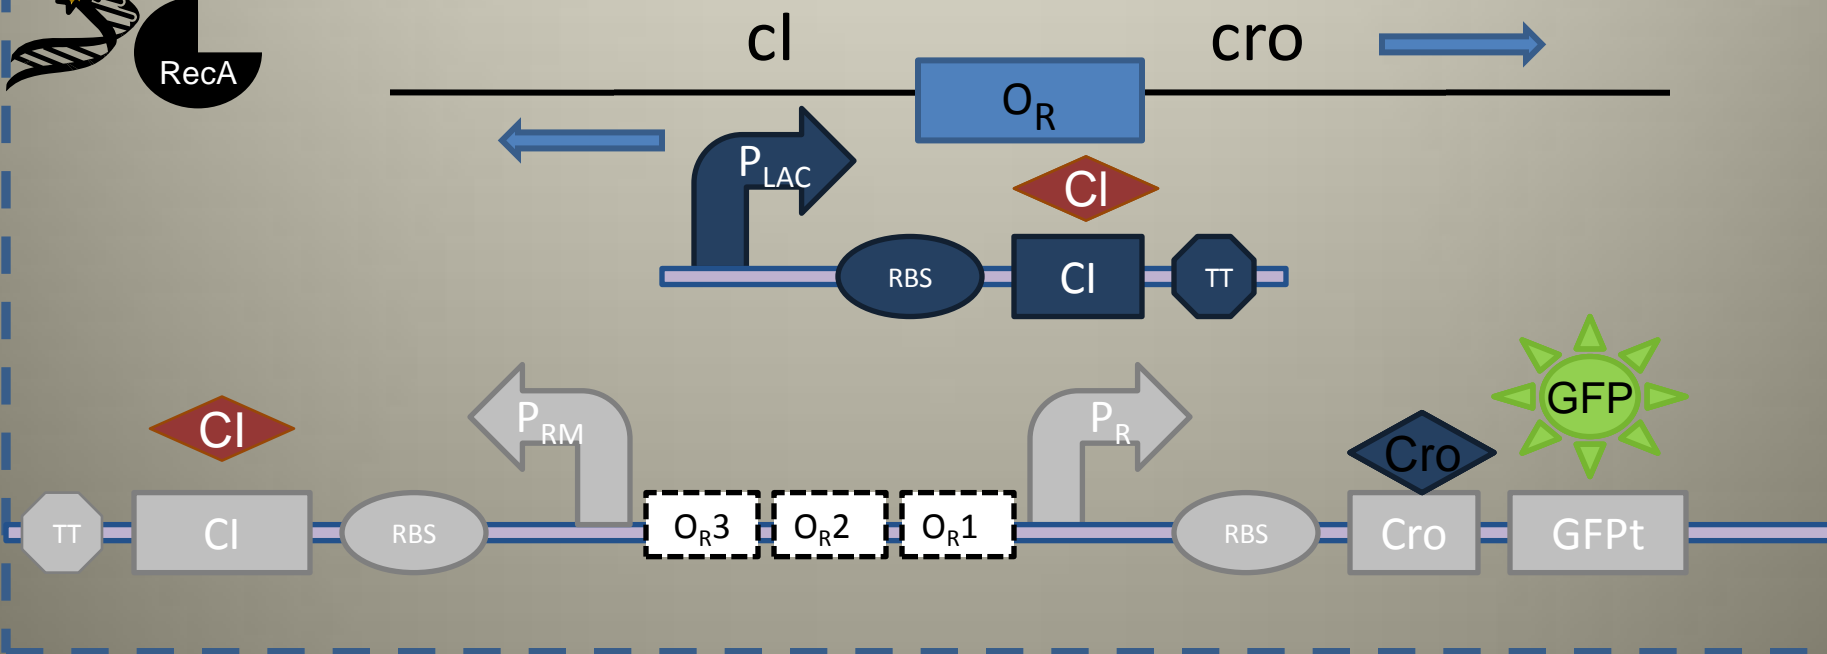 cI
cro
RecA
OR
PLAC
CI
RBS
CI
TT
GFP
CI
PRM
PR
Cro
TT
CI
RBS
OR3
OR2
OR1
RBS
Cro
GFPt